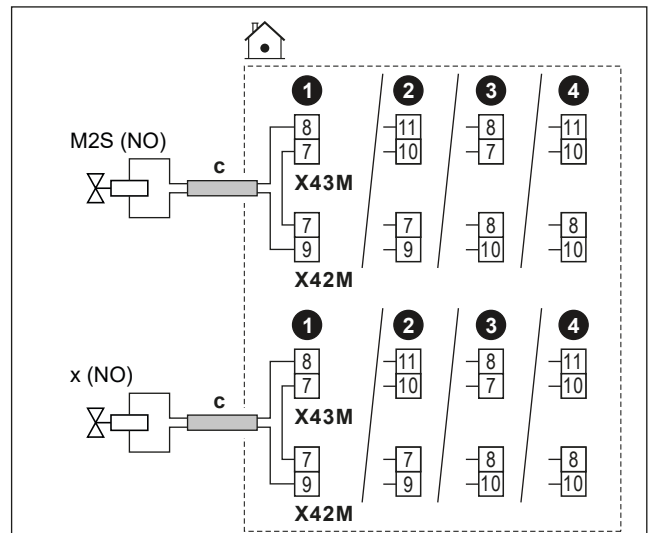 1 2 3 4
M2S (NO)
c
8 11 8 11
7 10 7 10
X43M
7 7 8 8
9 9 10 10
X42M
1 2 3 4
x (NO)
c
8 11 8 11
7 10 7 10
X43M
7 7 8 8
9 9 10 10
X42M